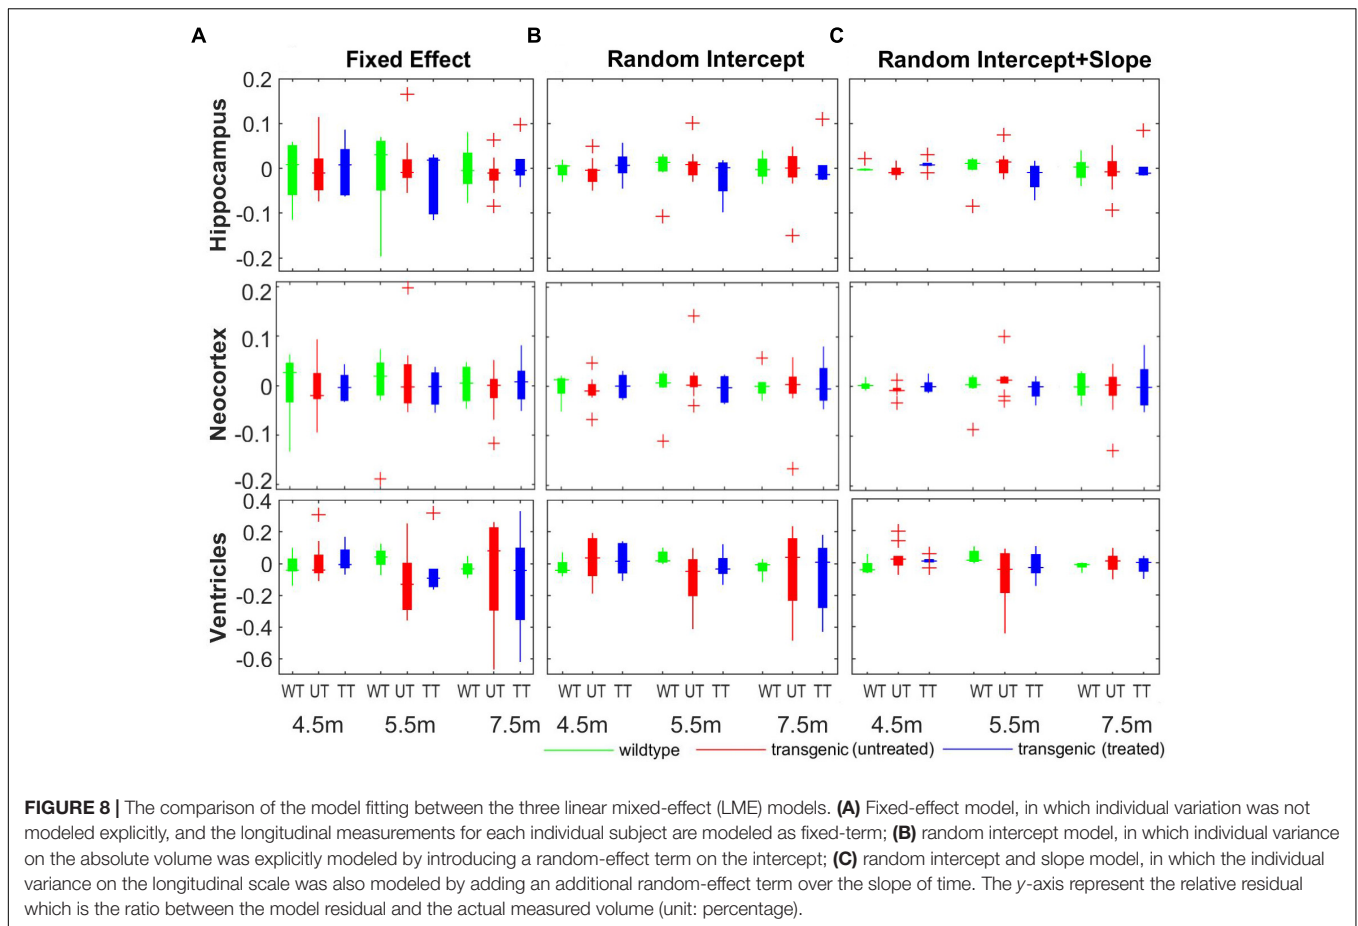 A B C
Fixed Effect Random Intercept Random Intercept+Slope
Hippocampus
0.2
0.1
0
-0.1
-0.2
Neocortex
0.2
0.1
0
-0.1
-0.2
Ventricles
0.4
0.2
0
-0.2
-0.4
-0.6
WT UT TT WT UT TT WT UT TT WT UT TT WT UT TT WT UT TT WT UT TT WT UT TT WT UT TT
4.5m 5.5m 7.5m 4.5m 5.5m 7.5m 4.5m 5.5m 7.5m
wildtype transgenic (untreated) transgenic (treated)
FIGURE 8 | The comparison of the model fitting between the three linear mixed-effect (LME) models. (A) Fixed-effect model, in which individual variation was not
modeled explicitly, and the longitudinal measurements for each individual subject are modeled as fixed-term; (B) random intercept model, in which individual variance
on the absolute volume was explicitly modeled by introducing a random-effect term on the intercept; (C) random intercept and slope model, in which the individual
variance on the longitudinal scale was also modeled by adding an additional random-effect term over the slope of time. The y-axis represent the relative residual
which is the ratio between the model residual and the actual measured volume (unit: percentage).